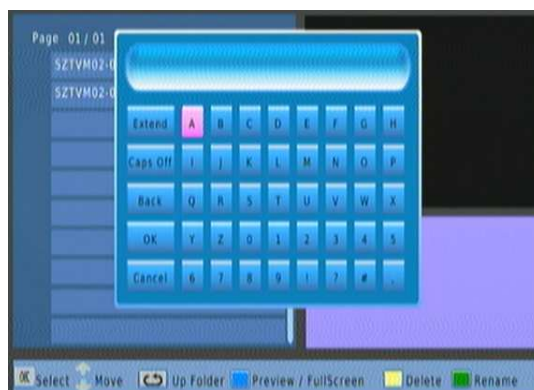 Page 01/01
SZTVM02-0
SZTVM02-0
Extend A B C D E F G H
Caps Off I J K L M N O P
Back Q R S T U V W X
OK Y Z 0 1 2 3 4 5
Cancel 6 7 8 9 ! ? # .
OK Select Move Up Folder Preview / FullScreen Delete Rename